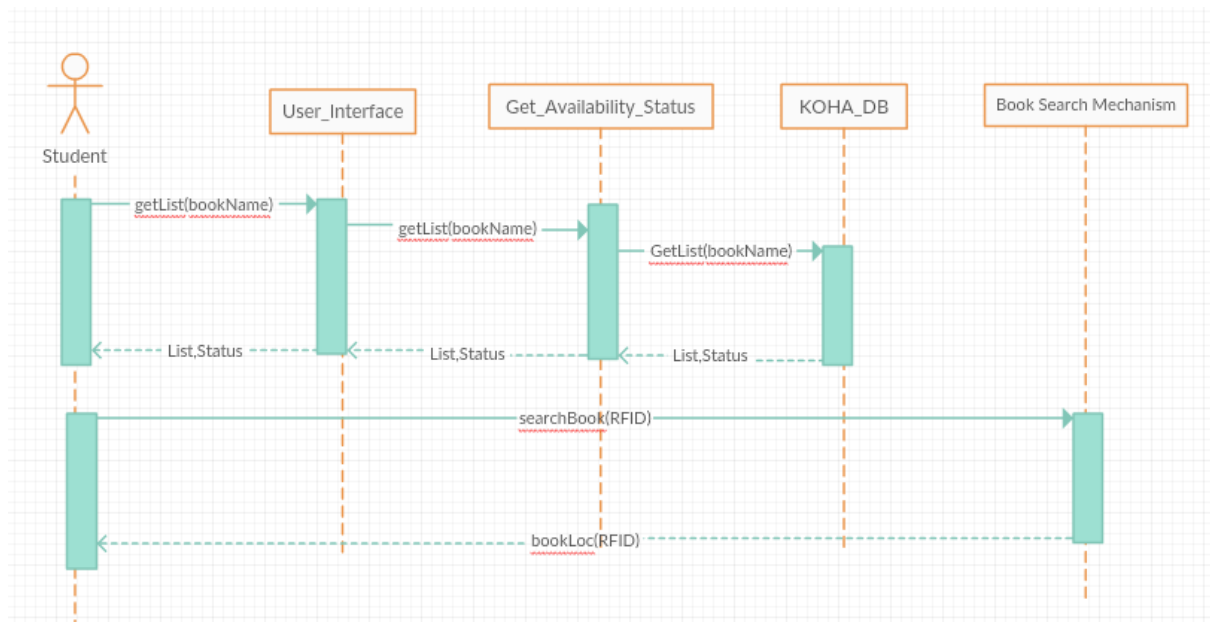 Student
User_Interface
Get_Availability_Status
KOHA_DB
Book Search Mechanism
getList(bookName)
getList(bookName)
GetList(bookName)
List,Status
List,Status
List,Status
searchBook(RFID)
bookLoc(RFID)